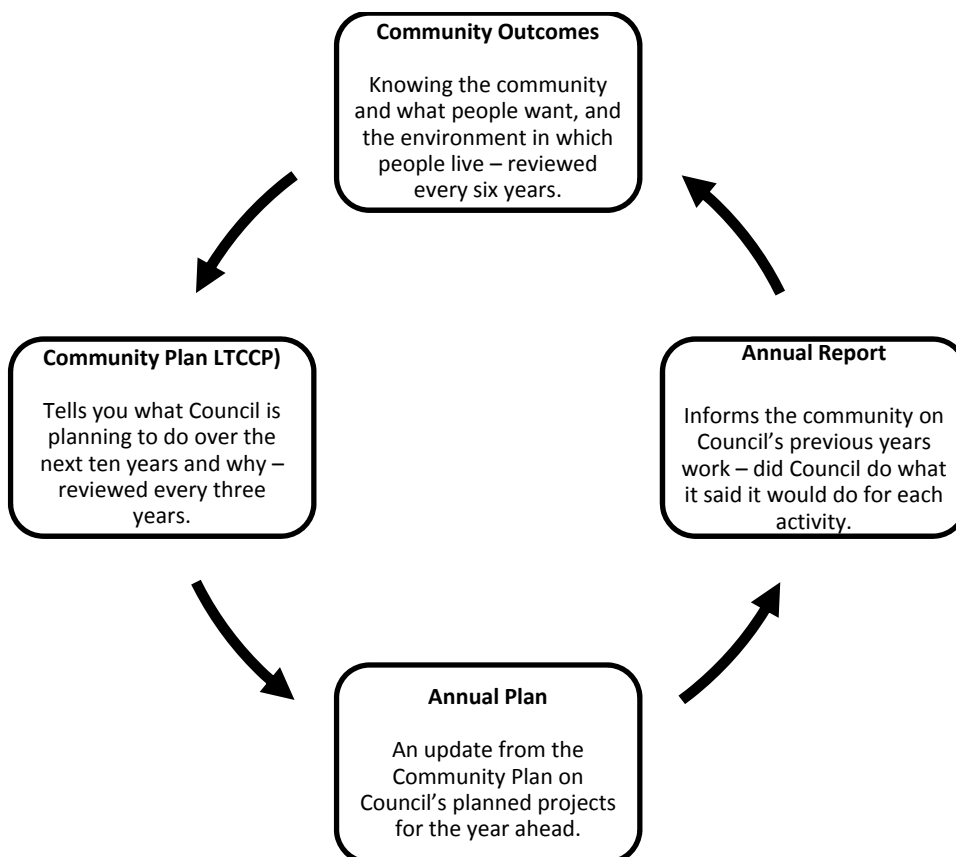 Community Outcomes
Knowing the community
and what people want, and
the environment in which
people live – reviewed
every six years.
Community Plan LTCCP)
Tells you what Council is
planning to do over the
next ten years and why –
reviewed every three
years.
Annual Report
Informs the community on
Council’s previous years
work – did Council do what
it said it would do for each
activity.
Annual Plan
An update from the
Community Plan on
Council’s planned projects
for the year ahead.